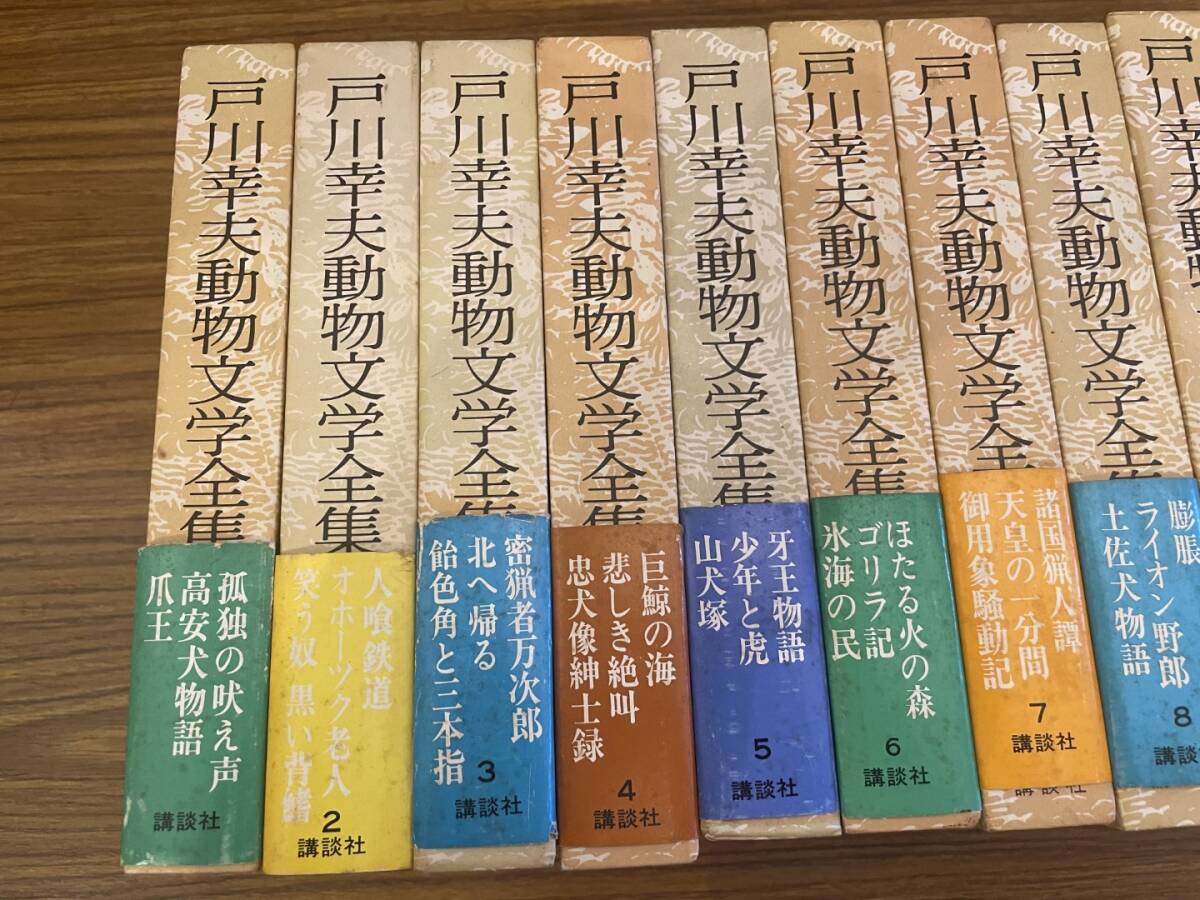 戸川幸夫動物文学全集
孤独の吠え声
高安犬物語
爪王
講談社
戸川幸夫動物文学全集
人喰鉄道
オホーツク老人
笑う奴 黒い背鰭
2
講談社
戸川幸夫動物文学全集
密猟者万次郎
北へ帰る
飴色角と三本指
3
講談社
戸川幸夫動物文学全集
巨鯨の海
悲しき絶叫
忠犬像紳士録
4
講談社
戸川幸夫動物文学全集
牙王物語
少年と虎
山犬塚
5
講談社
戸川幸夫動物文学全集
ほたる火の森
ゴリラ記
氷海の民
6
講談社
戸川幸夫動物文学全集
諸国猟人譚
天皇の一分間
御用象騒動記
7
講談社
戸川幸夫動物文学全
膨脹
ライオン野郎
土佐犬物語
8
講談
戸川幸夫動物